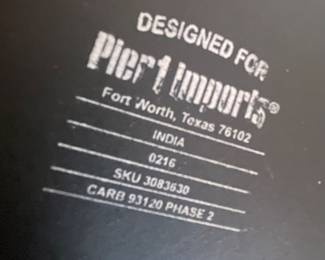 DESIGNED FOR
Pier 1 imports®
Fort Worth, Texas 76102
INDIA
0216
SKU 3083630
CARB 93120 PHASE 2